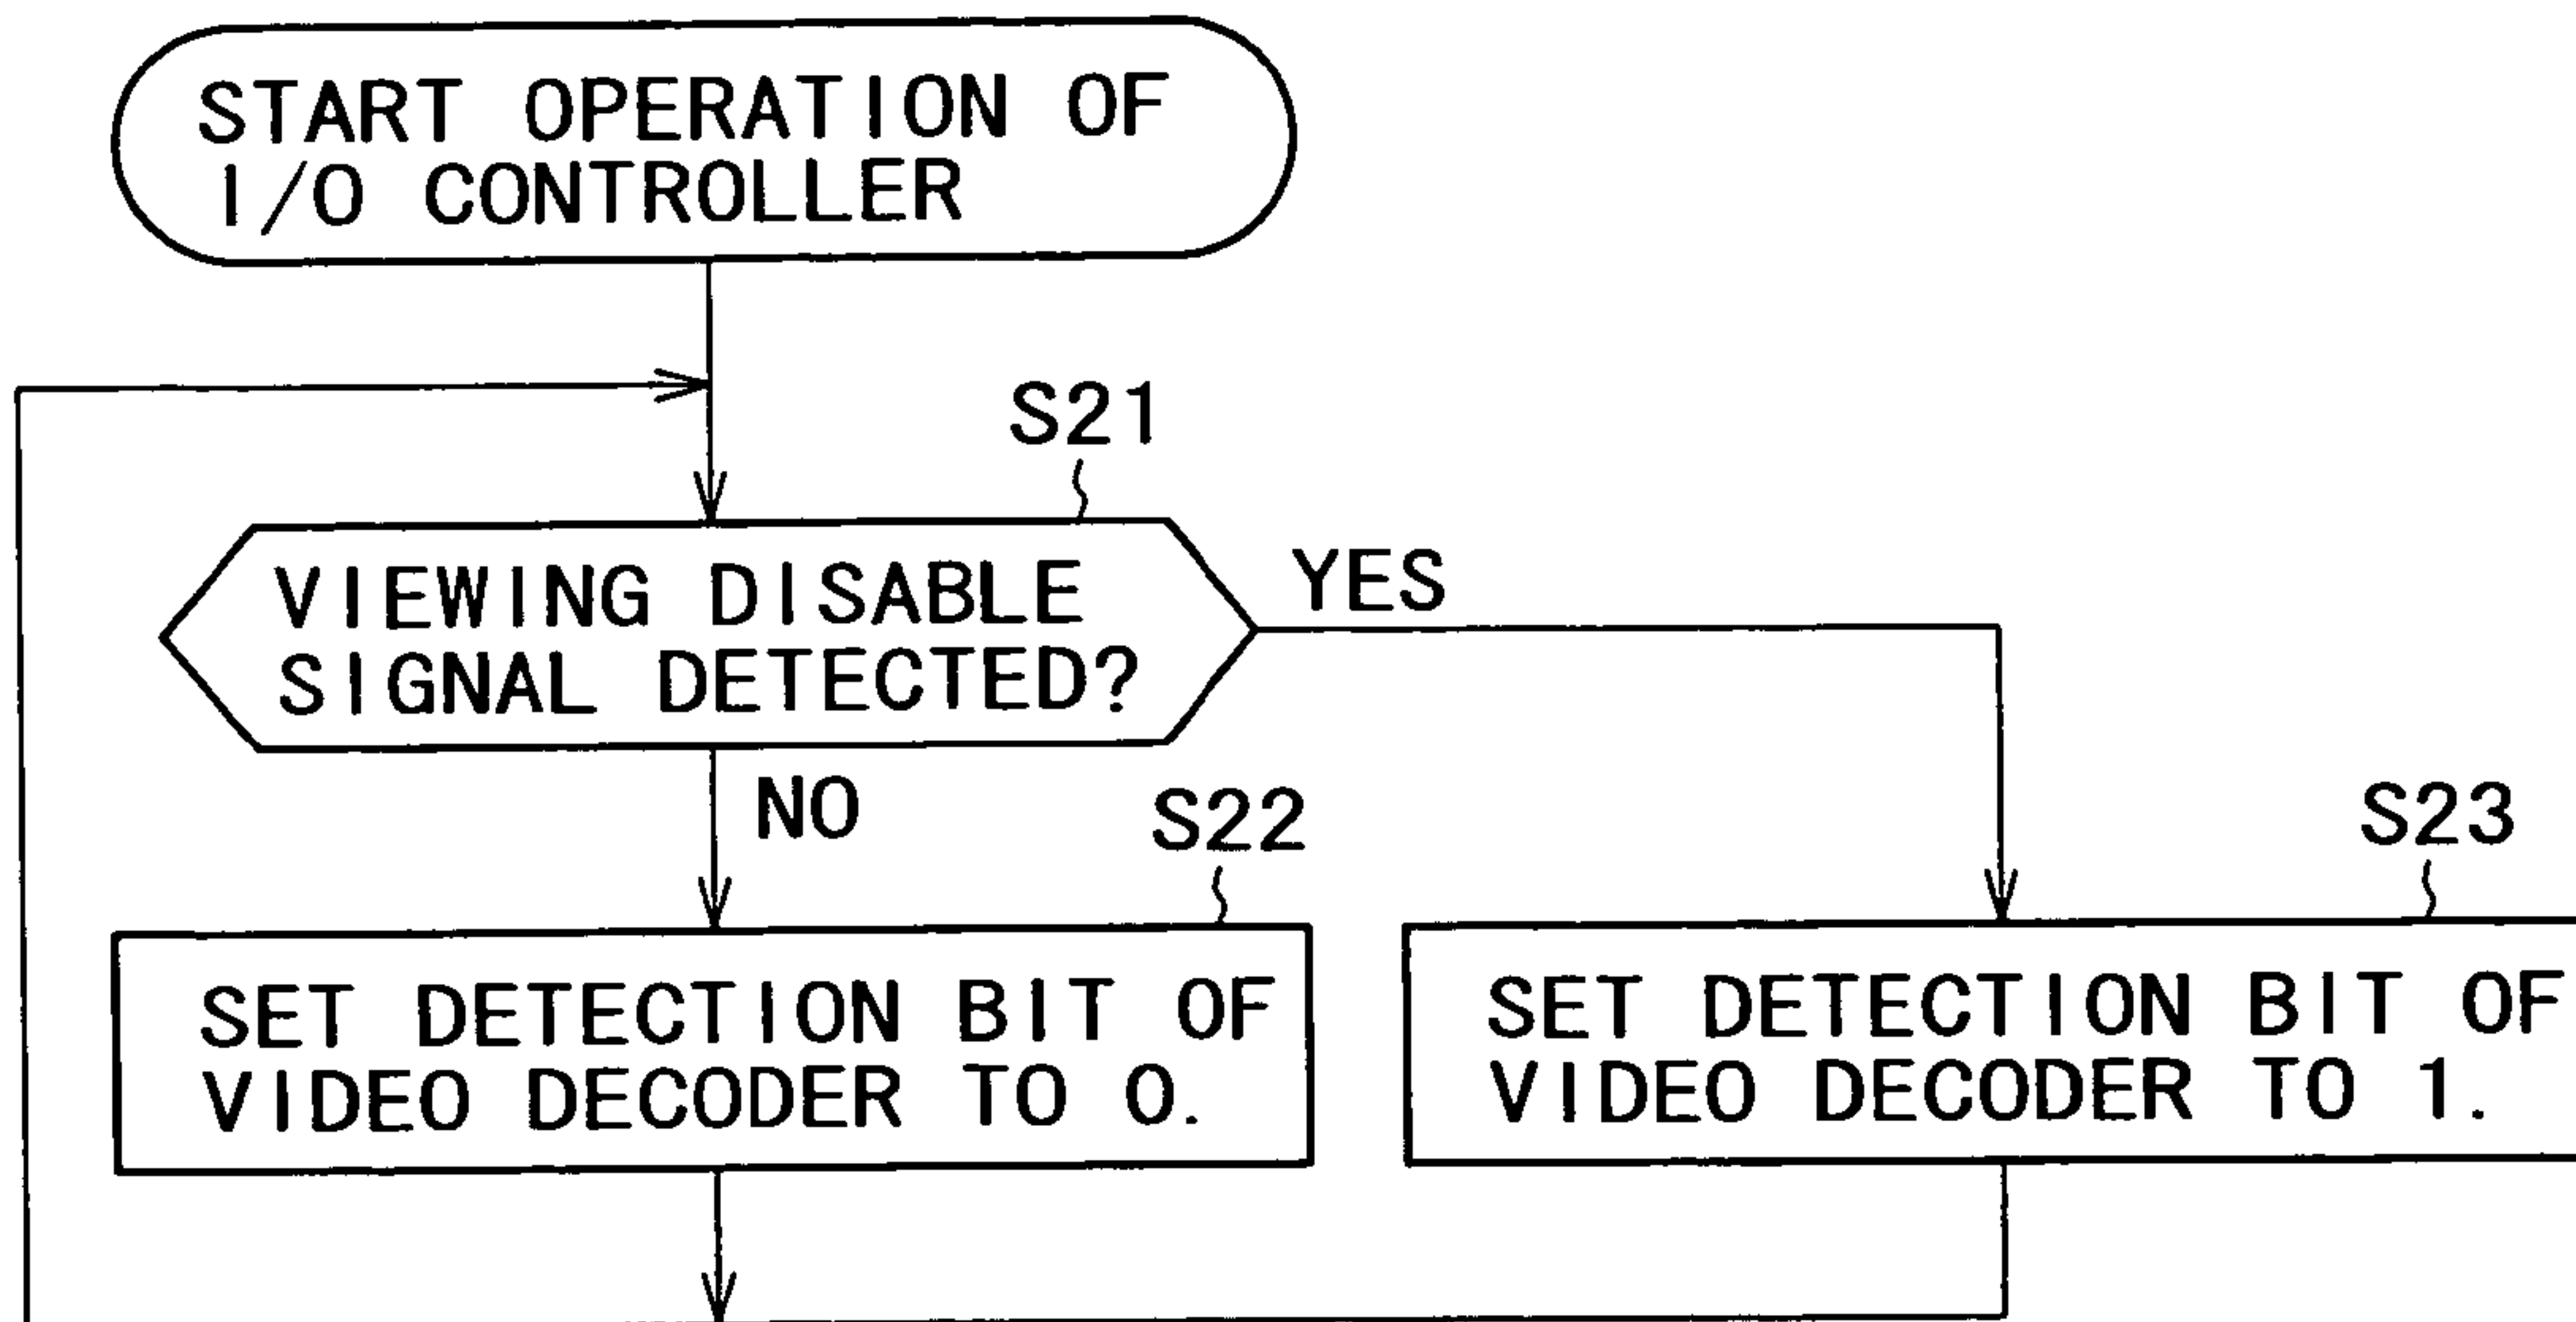 START OPERATION OF
I/O CONTROLLER
S21
VIEWING DISABLE
SIGNAL DETECTED?
YES
NO
S22
S23
SET DETECTION BIT OF
VIDEO DECODER TO 0.
SET DETECTION BIT OF
VIDEO DECODER TO 1.